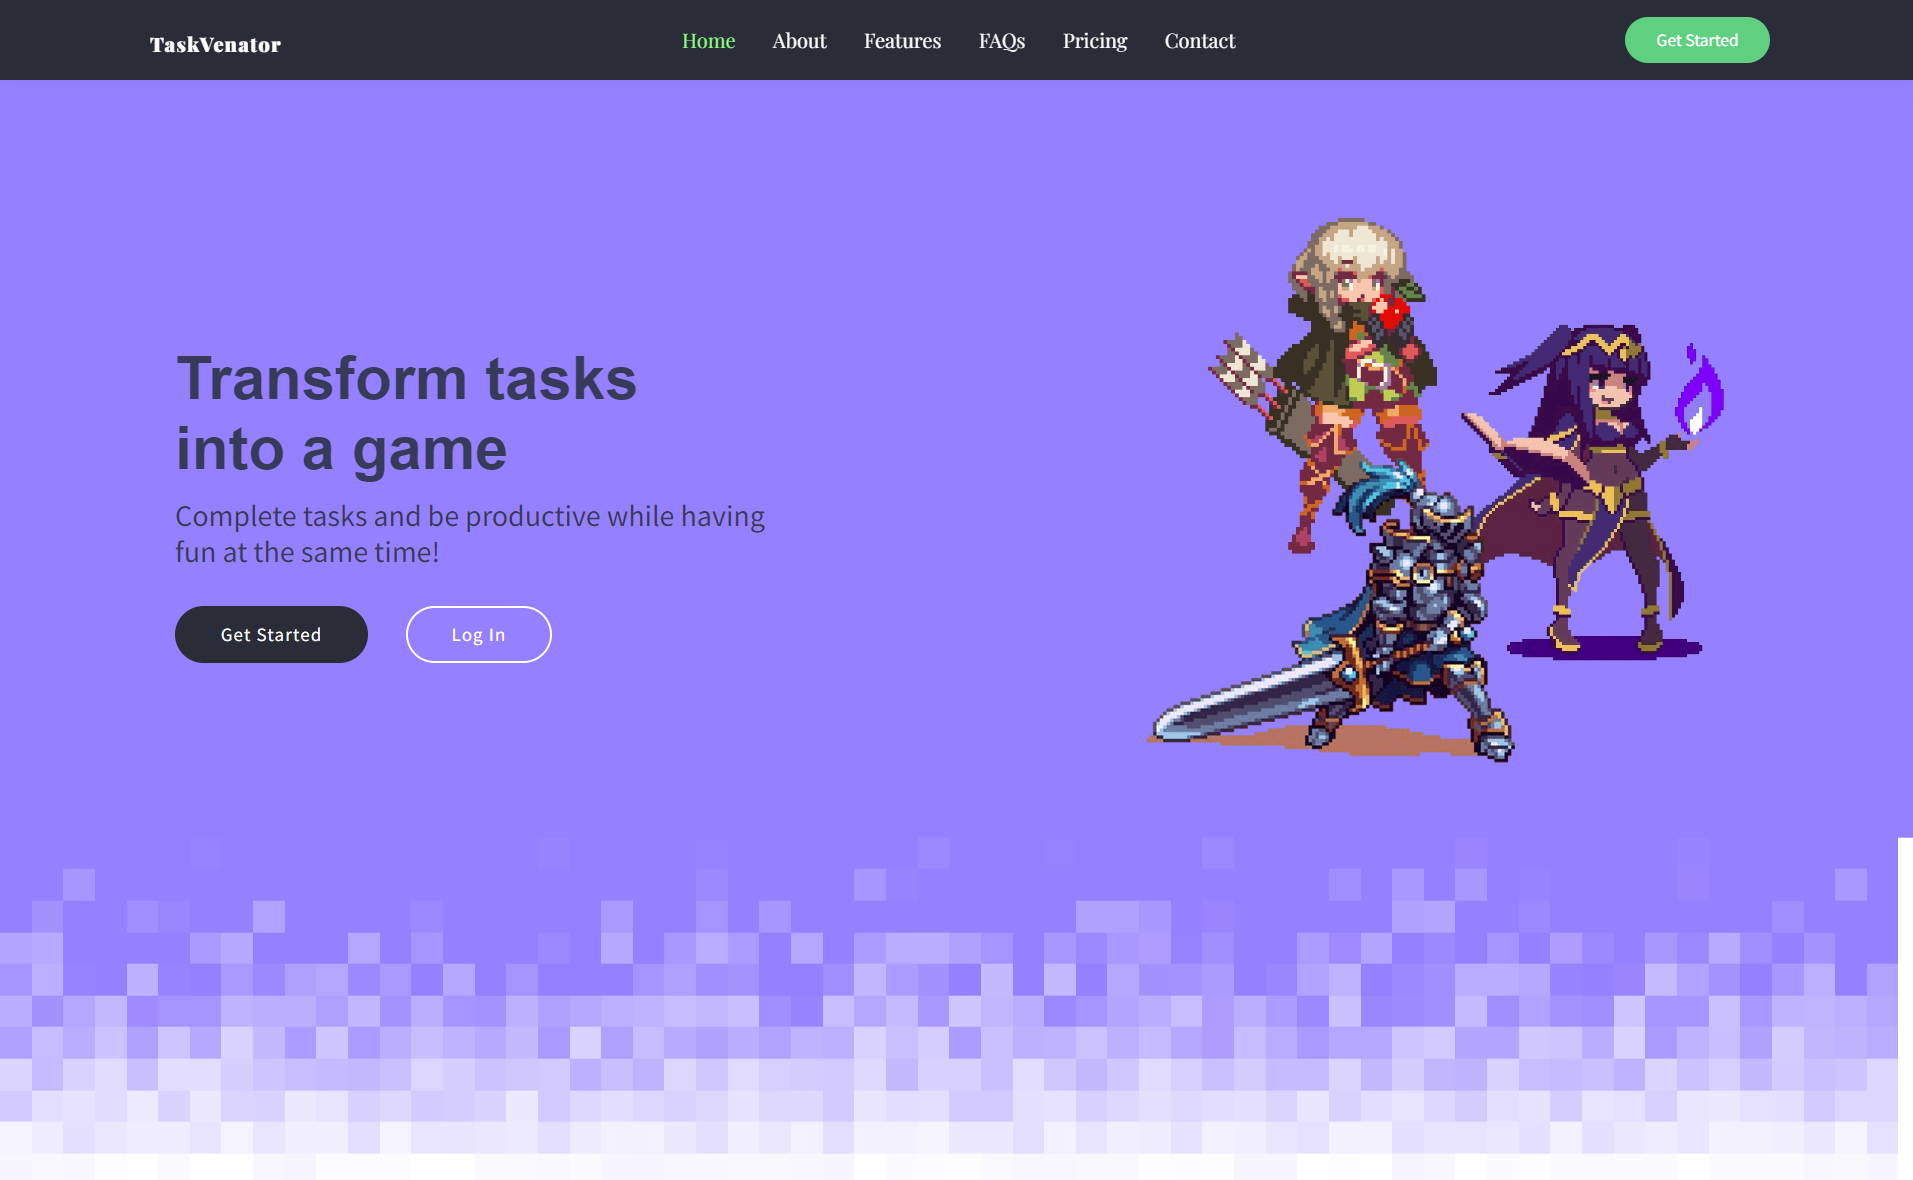 TaskVenator
Home About Features FAQs Pricing Contact
Get Started
Transform tasks
into a game
Complete tasks and be productive while having
fun at the same time!
Get Started
Log In